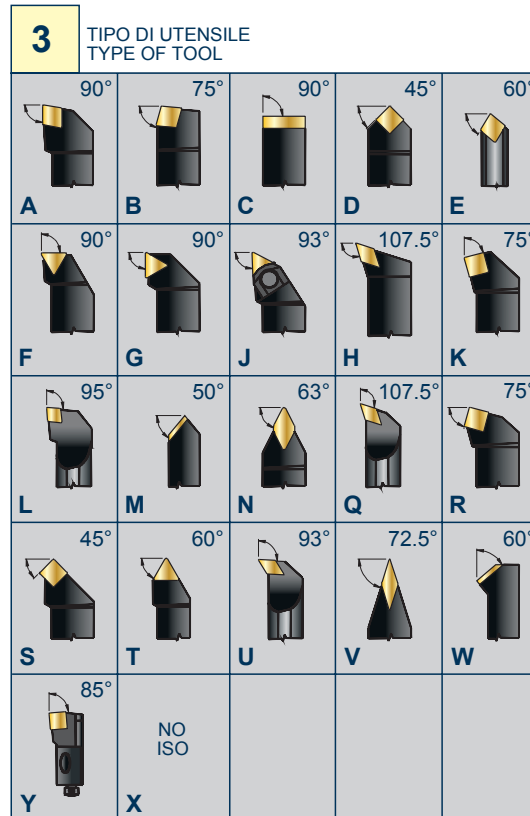 3
TIPO DI UTENSILE
TYPE OF TOOL
90° 75° 90° 45° 60°
A B C D E
90° 90° 93° 107.5° 75°
F G J H K
95° 50° 63° 107.5° 75°
L M N Q R
45° 60° 93° 72.5° 60°
S T U V W
85°
NO
ISO
Y X